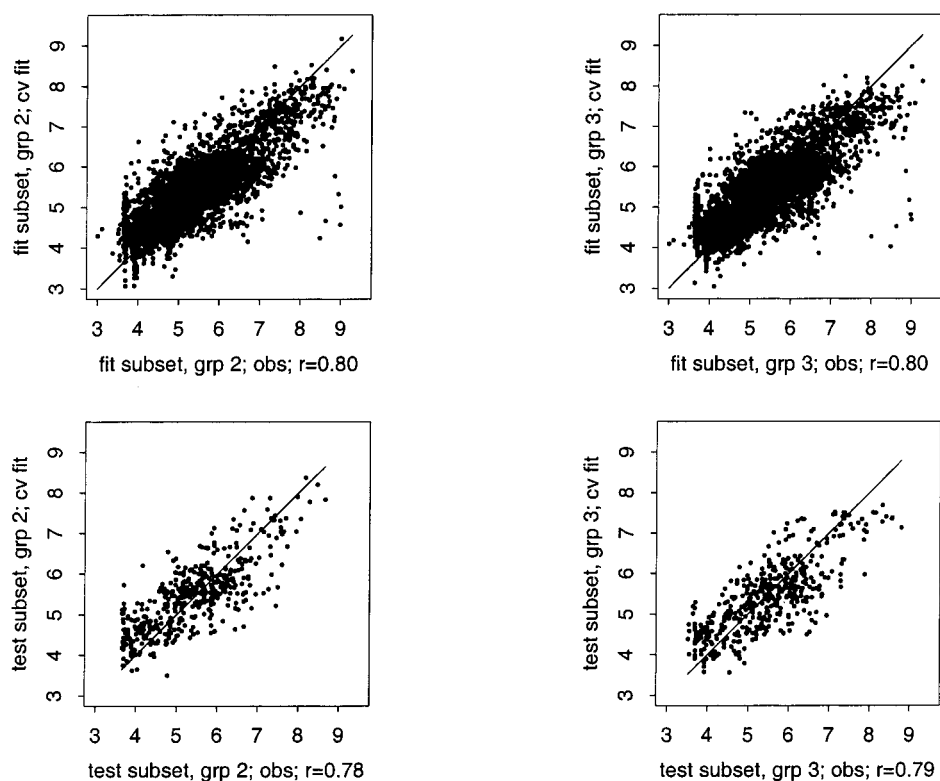 fit subset, grp 2; cv fit
9
8
7
6
5
4
3
3 4 5 6 7 8 9
fit subset, grp 2; obs; r=0.80
fit subset, grp 3; cv fit
9
8
7
6
5
4
3
3 4 5 6 7 8 9
fit subset, grp 3; obs; r=0.80
test subset, grp 2; cv fit
9
8
7
6
5
4
3
3 4 5 6 7 8 9
test subset, grp 2; obs; r=0.78
test subset, grp 3; cv fit
9
8
7
6
5
4
3
3 4 5 6 7 8 9
test subset, grp 3; obs; r=0.79